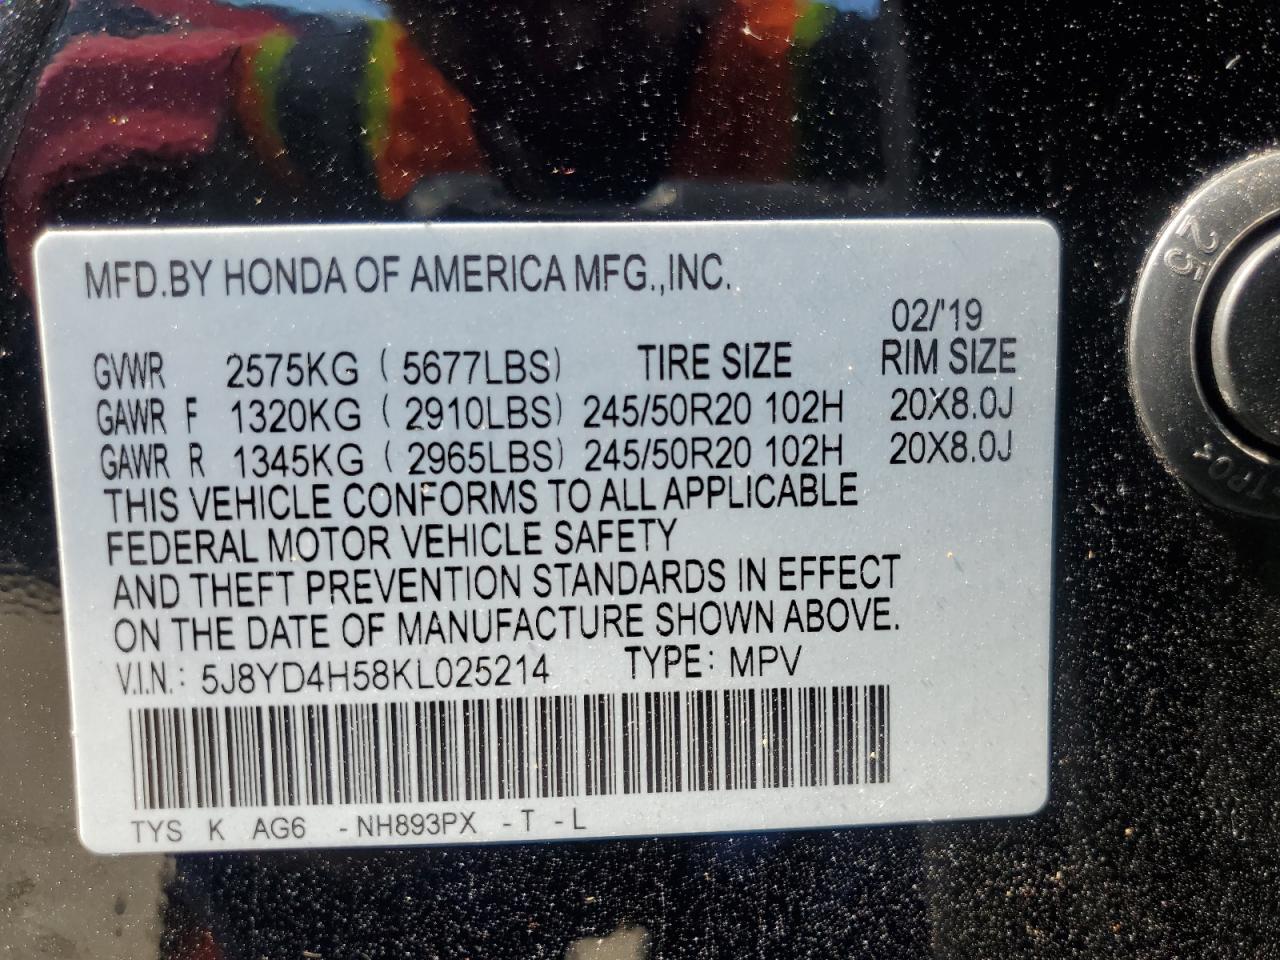 MFD.BY HONDA OF AMERICA MFG.,INC.
02/'19
GVWR 2575KG ( 5677LBS) TIRE SIZE RIM SIZE
GAWR F 1320KG ( 2910LBS) 245/50R20 102H 20X8.0J
GAWR R 1345KG ( 2965LBS) 245/50R20 102H 20X8.0J
THIS VEHICLE CONFORMS TO ALL APPLICABLE
FEDERAL MOTOR VEHICLE SAFETY
AND THEFT PREVENTION STANDARDS IN EFFECT
ON THE DATE OF MANUFACTURE SHOWN ABOVE.
V.I.N.: 5J8YD4H58KL025214 TYPE: MPV
TYS K AG6 -NH893PX -T -L
25
TP04